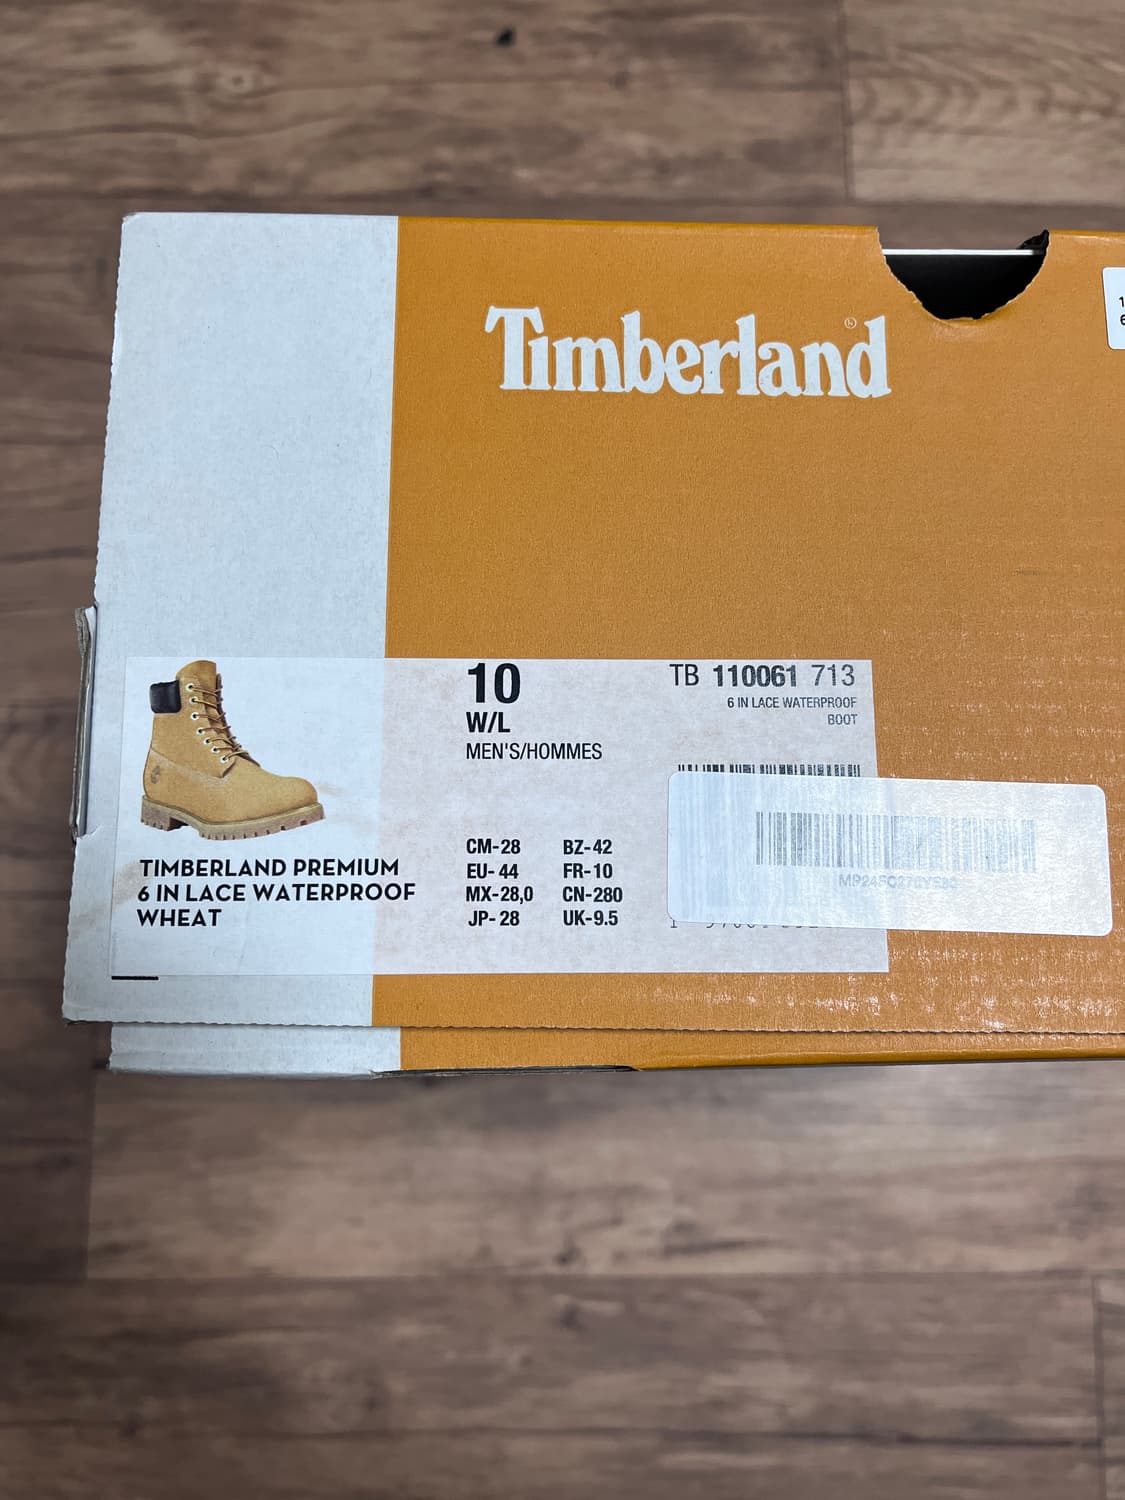 Timberland®
10
W/L
MEN'S/HOMMES
TB 110061 713
6 IN LACE WATERPROOF
BOOT
CM-28 BZ-42
EU-44 FR-10
MX-28,0 CN-280
JP-28 UK-9.5
TIMBERLAND PREMIUM
6 IN LACE WATERPROOF
WHEAT